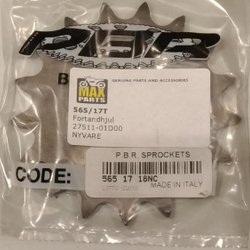 PBR
B
MAX
PARTS
GENUINE PARTS AND ACCESSORIES
565/17T
Fortandhjul
27511-01D00
NYVARE
P.B.R. SPROCKETS
CODE:
565 17 18NC
MADE IN ITALY